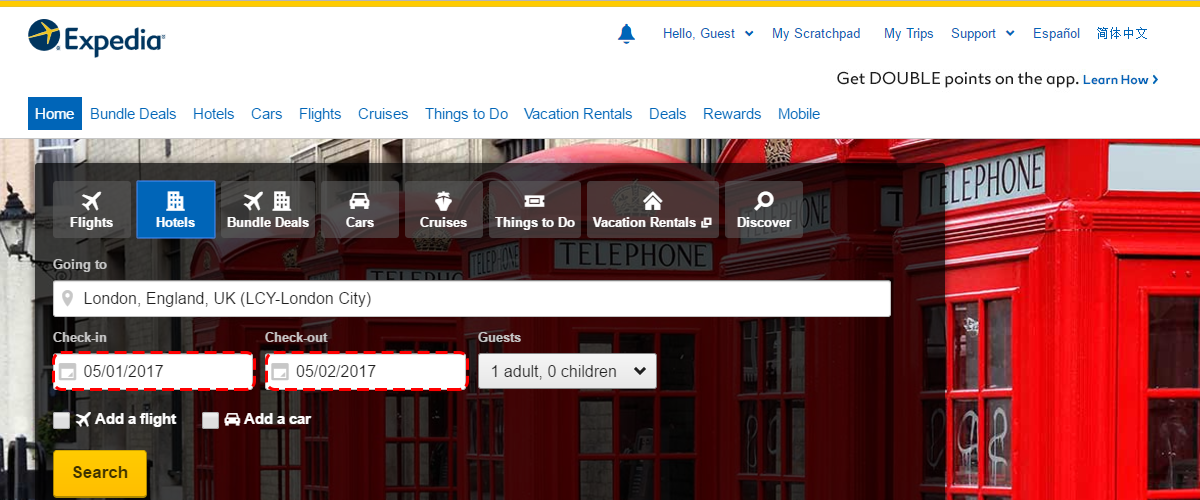 Expedia
Hello, Guest My Scratchpad My Trips Support Español 简体中文
Get DOUBLE points on the app. Learn How
Home Bundle Deals Hotels Cars Flights Cruises Things to Do Vacation Rentals Deals Rewards Mobile
Flights Hotels Bundle Deals Cars Cruises Things to Do Vacation Rentals Discover
TELEPHONE TELEPHONE TELEPHONE TELEPHONE
Going to
London, England, UK (LCY-London City)
Check-in Check-out Guests
05/01/2017 05/02/2017 1 adult, 0 children
Add a flight Add a car
Search